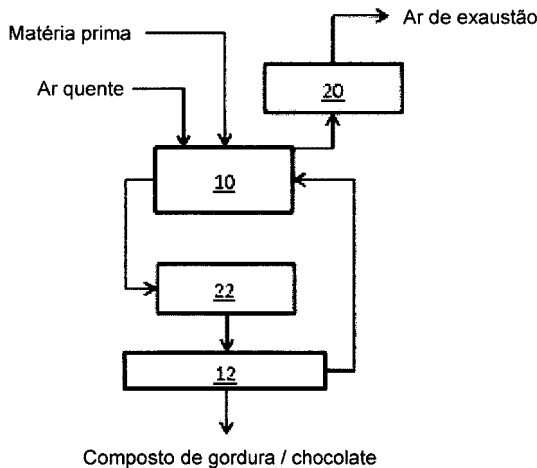 Matéria prima
Ar de exaustão
Ar quente
20
10
22
12
Composto de gordura / chocolate